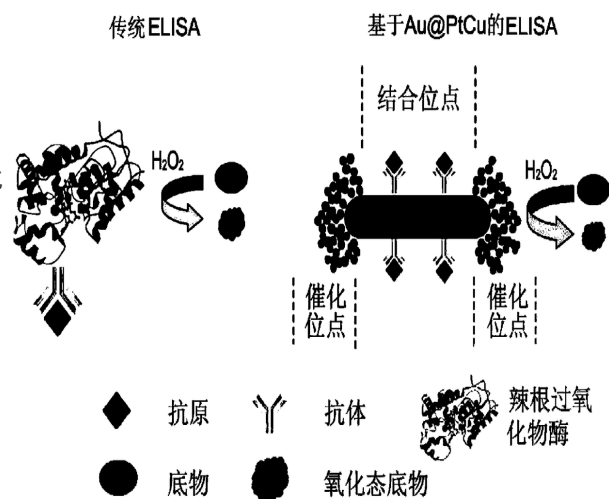 传统ELISA
基于Au@PtCu的ELISA
结合位点
H₂O₂
H₂O₂
催化
位点
催化
位点
抗原
抗体
辣根过氧
化物酶
底物
氧化态底物